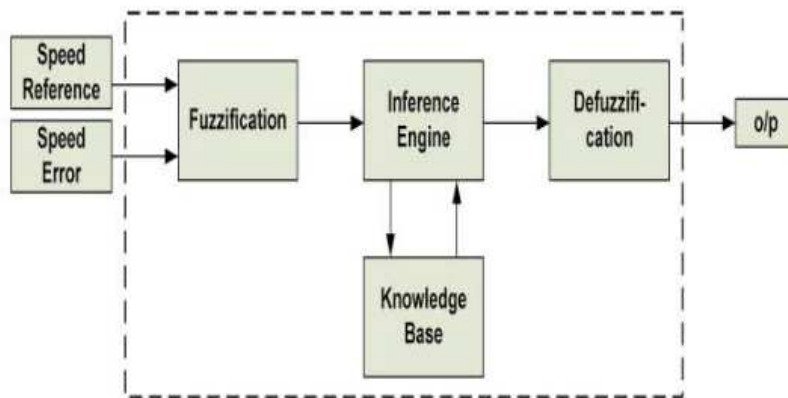 Speed
Reference
Speed
Error
Fuzzification
Inference
Engine
Defuzzifi-
cation
o/p
Knowledge
Base